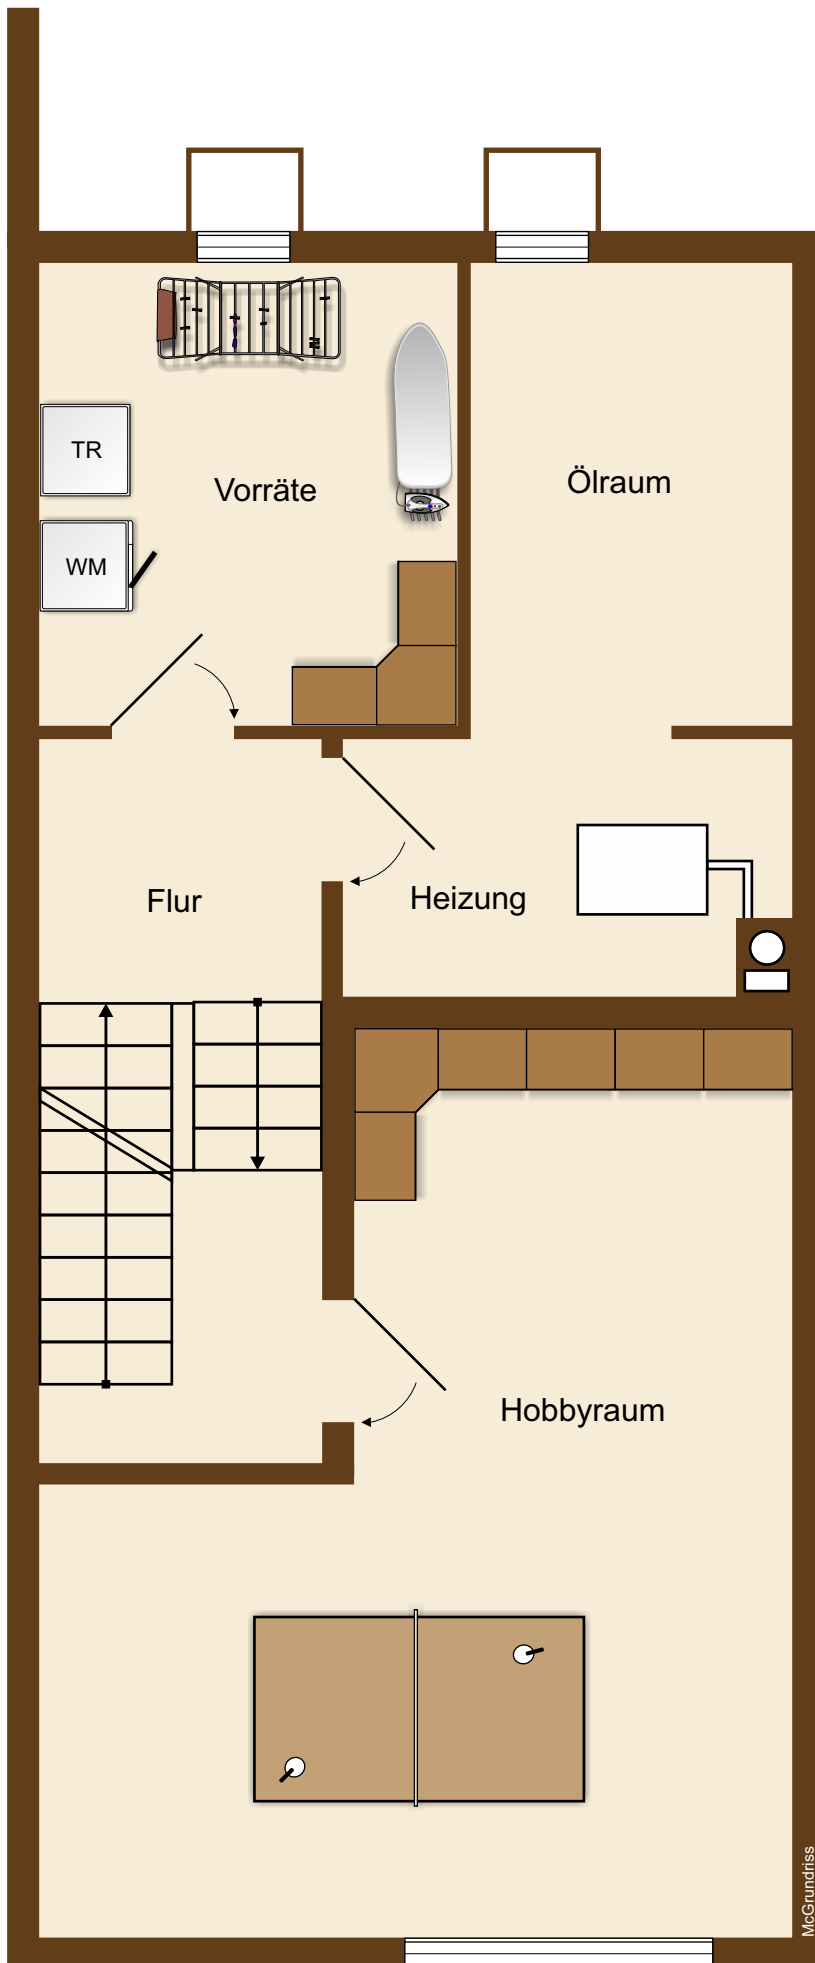 TR
Vorräte
Ölraum
WM
Flur
Heizung
Hobbyraum
McGrundriss